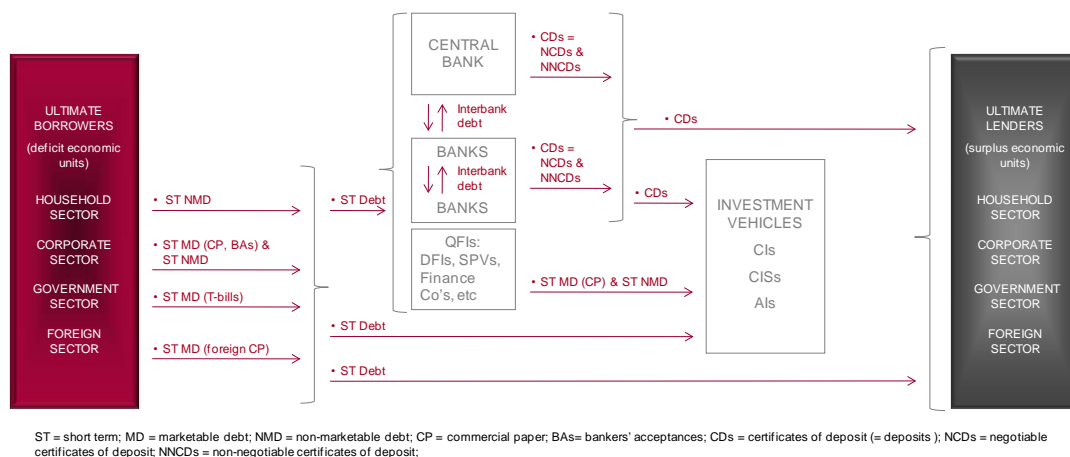 ULTIMATE
BORROWERS
(deficit economic
units)
HOUSEHOLD
SECTOR
CORPORATE
SECTOR
GOVERNMENT
SECTOR
FOREIGN
SECTOR
• ST NMD
• ST MD (CP, BAs) &
ST NMD
• ST MD (T-bills)
• ST MD (foreign CP)
• ST Debt
• ST Debt
• ST Debt
CENTRAL
BANK
Interbank
debt
BANKS
Interbank
debt
BANKS
QFIs:
DFIs, SPVs,
Finance
Co's, etc
• CDs =
NCDs &
NNCDs
• CDs =
NCDs &
NNCDs
• ST MD (CP) & ST NMD
• CDs
• CDs
INVESTMENT
VEHICLES
CIs
CISs
AIs
ULTIMATE
LENDERS
(surplus economic
units)
HOUSEHOLD
SECTOR
CORPORATE
SECTOR
GOVERNMENT
SECTOR
FOREIGN
SECTOR
ST = short term; MD = marketable debt; NMD = non-marketable debt; CP = commercial paper; BAs= bankers' acceptances; CDs = certificates of deposit (= deposits ); NCDs = negotiable
certificates of deposit; NNCDs = non-negotiable certificates of deposit;